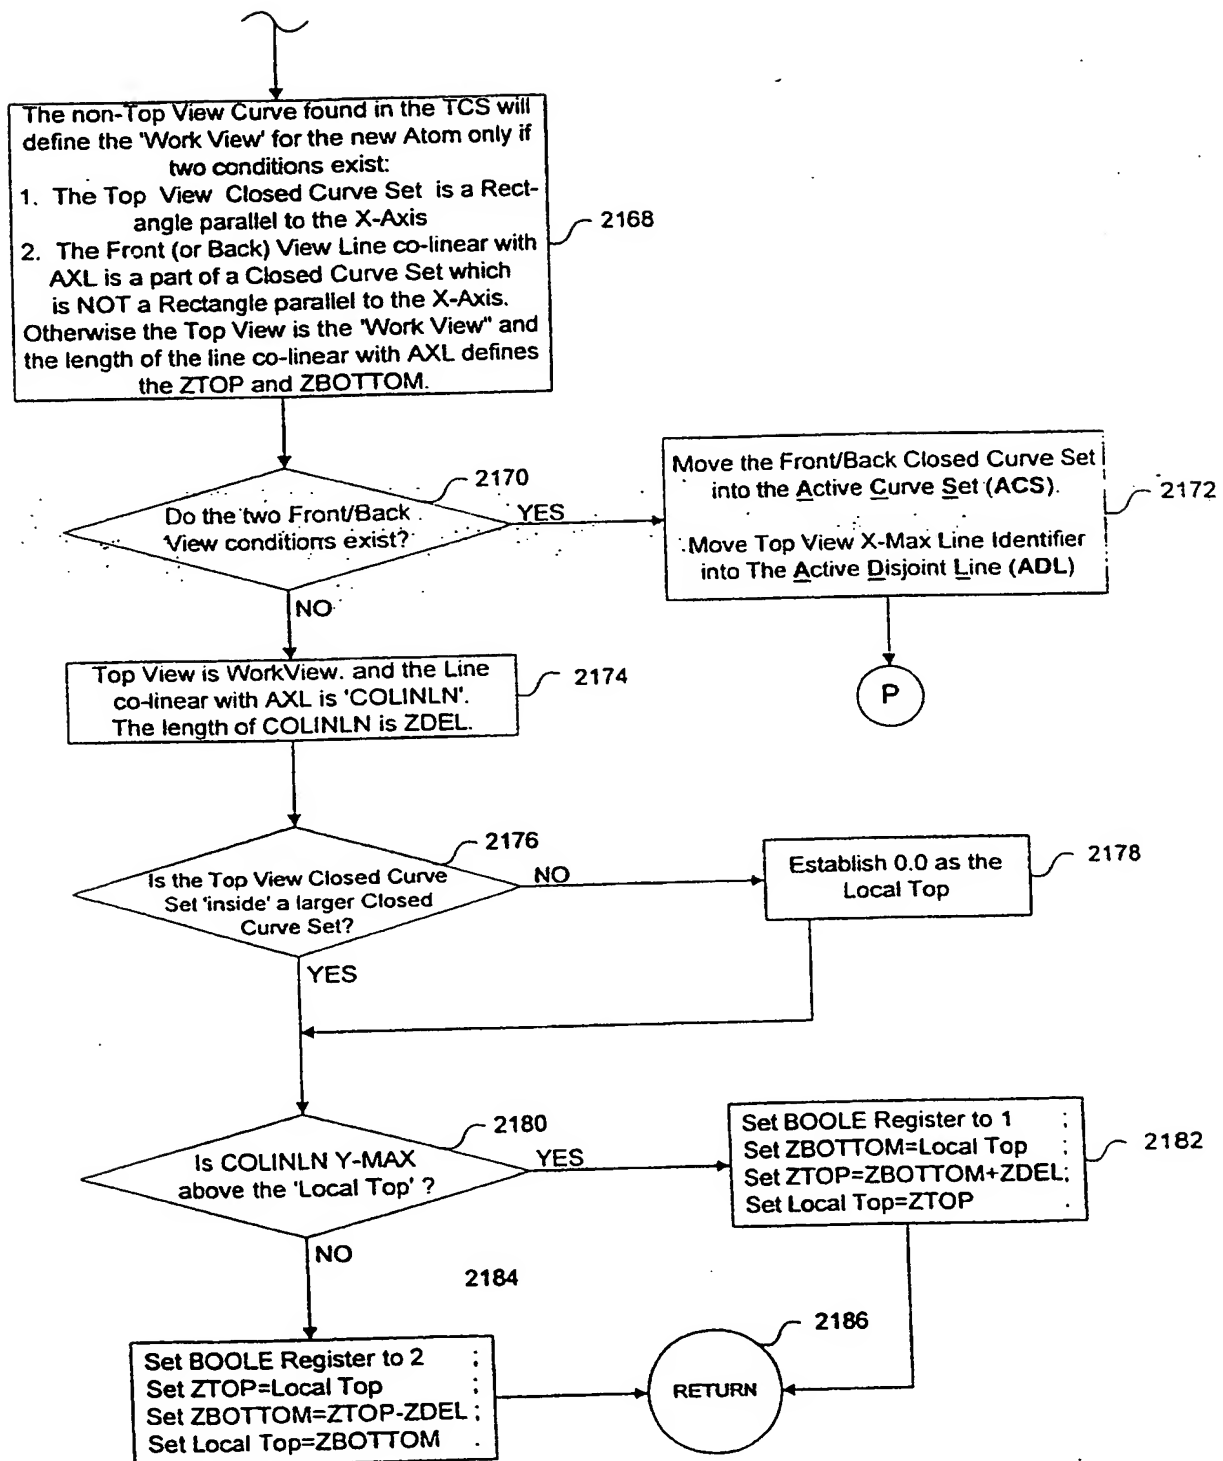 The non-Top View Curve found in the TCS will
define the 'Work View' for the new Atom only if
two conditions exist:
1. The Top View Closed Curve Set is a Rect-
angle parallel to the X-Axis
2. The Front (or Back) View Line co-linear with
AXL is a part of a Closed Curve Set which
is NOT a Rectangle parallel to the X-Axis.
Otherwise the Top View is the 'Work View" and
the length of the line co-linear with AXL defines
the ZTOP and ZBOTTOM.
2168
2170
Do the two Front/Back
View conditions exist?
YES
NO
Move the Front/Back Closed Curve Set
into the Active Curve Set (ACS).
Move Top View X-Max Line Identifier
into The Active Disjoint Line (ADL)
2172
P
Top View is WorkView. and the Line
co-linear with AXL is 'COLINLN'.
The length of COLINLN is ZDEL.
2174
2176
Is the Top View Closed Curve
Set 'inside' a larger Closed
Curve Set?
NO
YES
Establish 0.0 as the
Local Top
2178
2180
Is COLINLN Y-MAX
above the 'Local Top' ?
YES
NO
Set BOOLE Register to 1 ;
Set ZBOTTOM=Local Top ;
Set ZTOP=ZBOTTOM+ZDEL;
Set Local Top=ZTOP .
2182
2184
Set BOOLE Register to 2 ;
Set ZTOP=Local Top ;
Set ZBOTTOM=ZTOP-ZDEL ;
Set Local Top=ZBOTTOM .
2186
RETURN